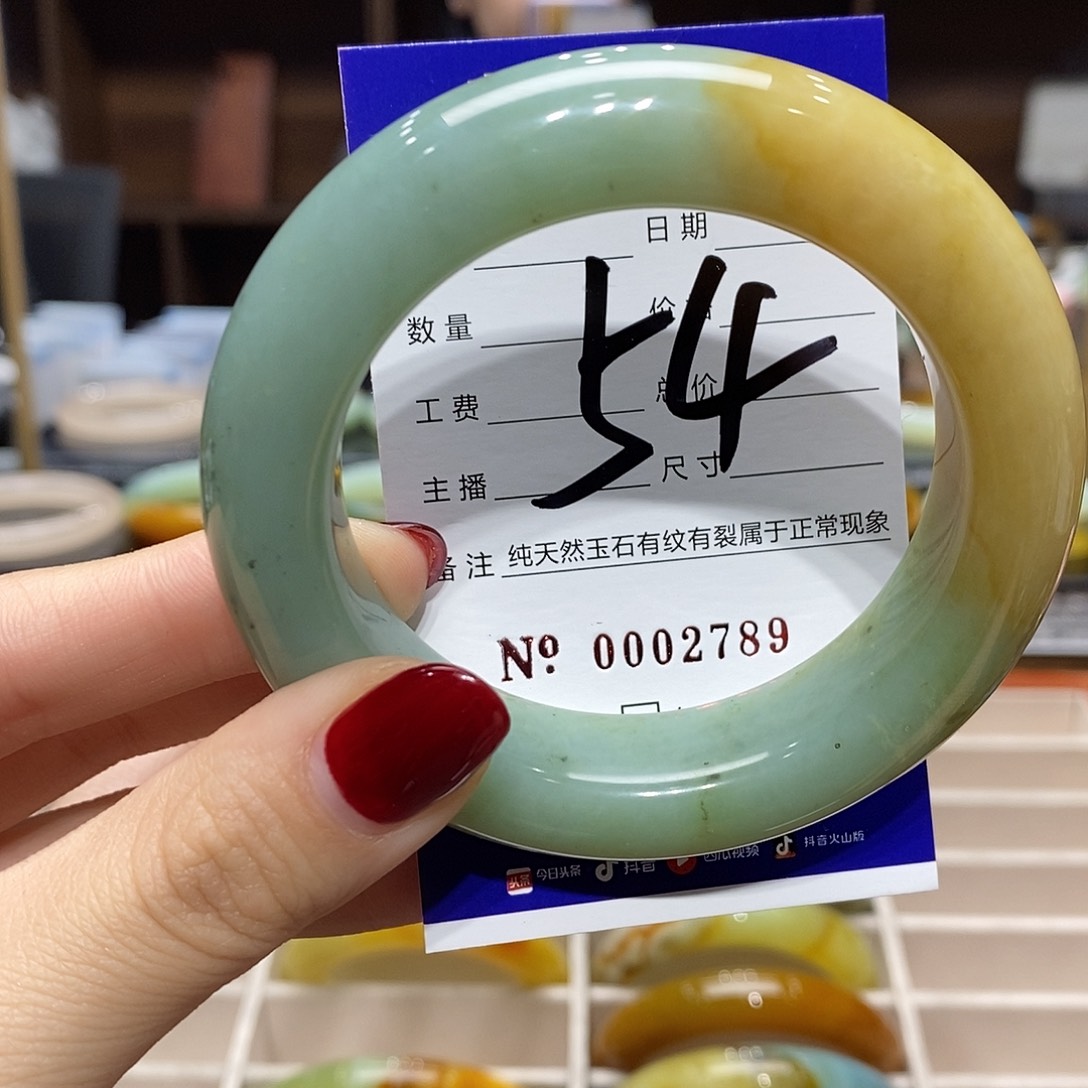 日期
54
数量
工费 总价
主播 尺寸
备注 纯天然玉石有纹有裂属于正常现象
Nº 0002789
头条 今日头条 抖音 西瓜视频 抖音火山版